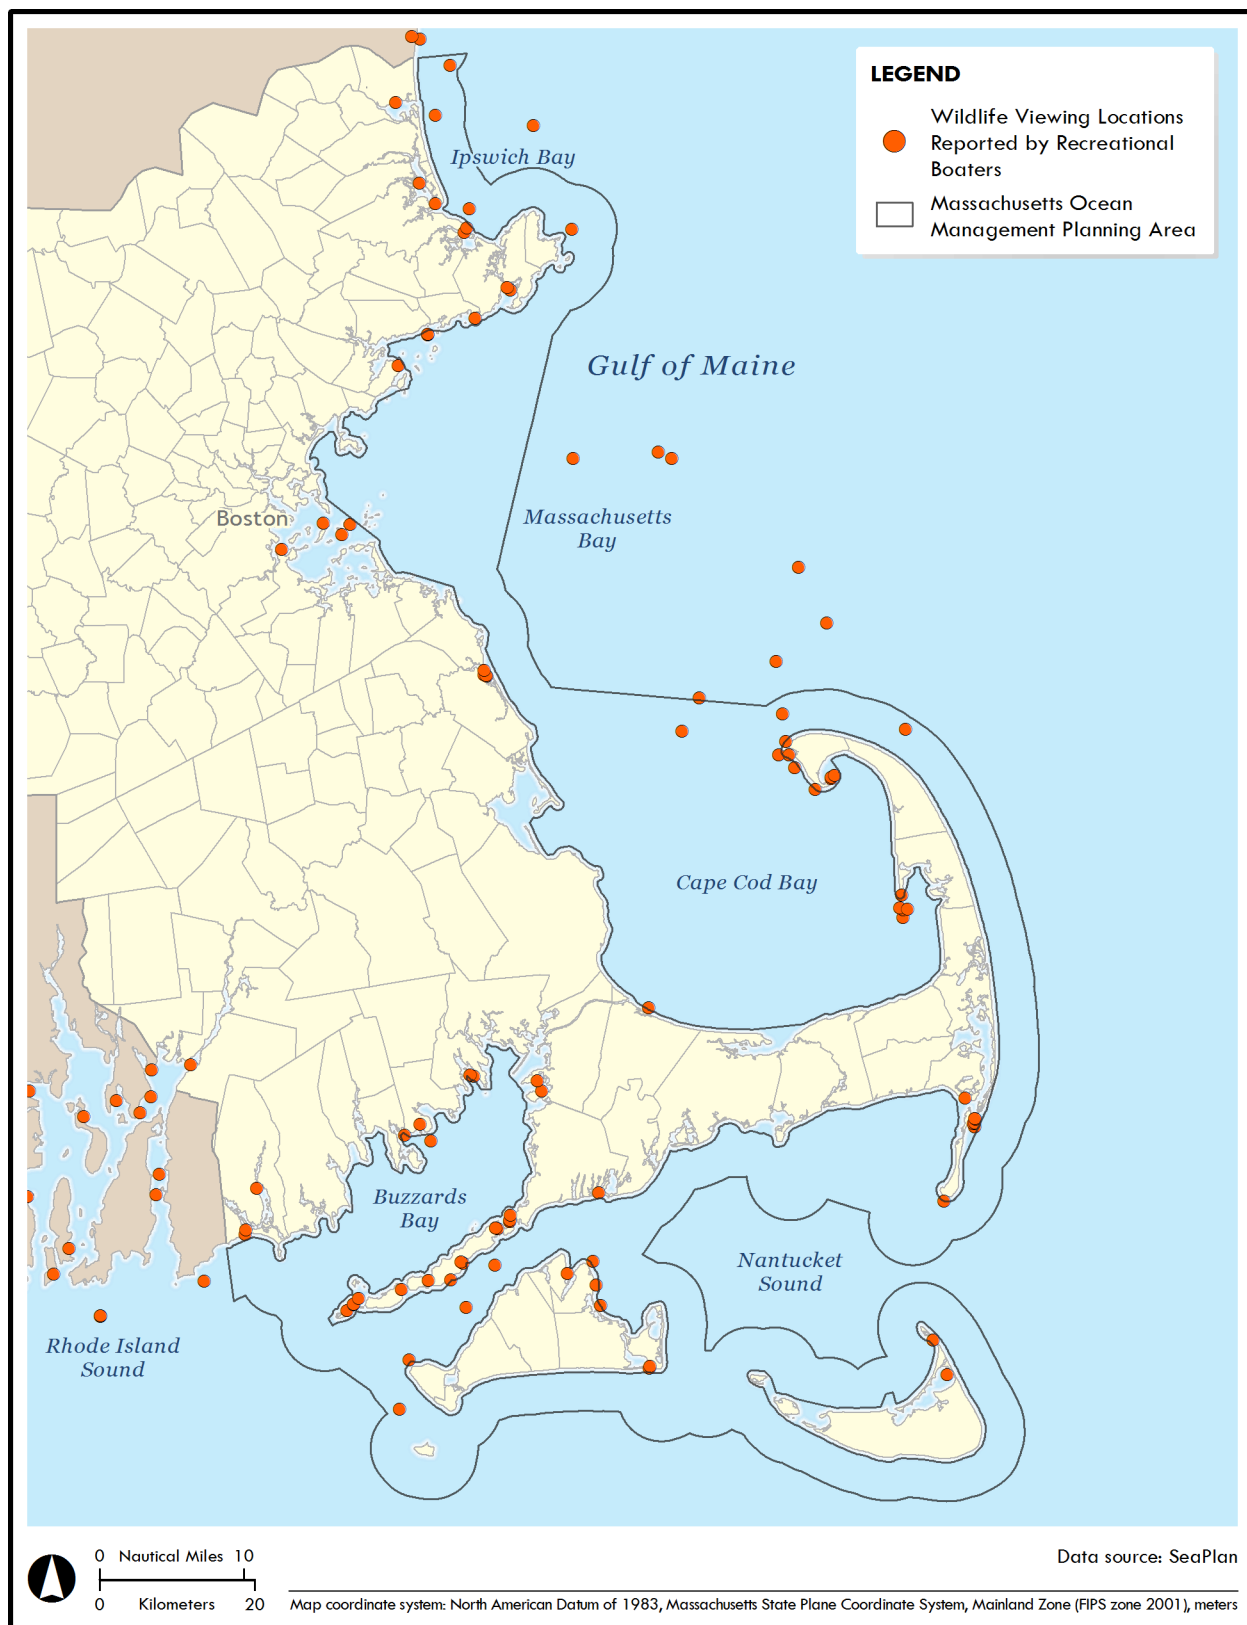 LEGEND
Wildlife Viewing Locations
Reported by Recreational
Boaters
Massachusetts Ocean
Management Planning Area
Ipswich Bay
Gulf of Maine
Boston
Massachusetts
Bay
Cape Cod Bay
Buzzards
Bay
Nantucket
Sound
Rhode Island
Sound
0 Nautical Miles 10
0 Kilometers 20
Data source: SeaPlan
Map coordinate system: North American Datum of 1983, Massachusetts State Plane Coordinate System, Mainland Zone (FIPS zone 2001), meters